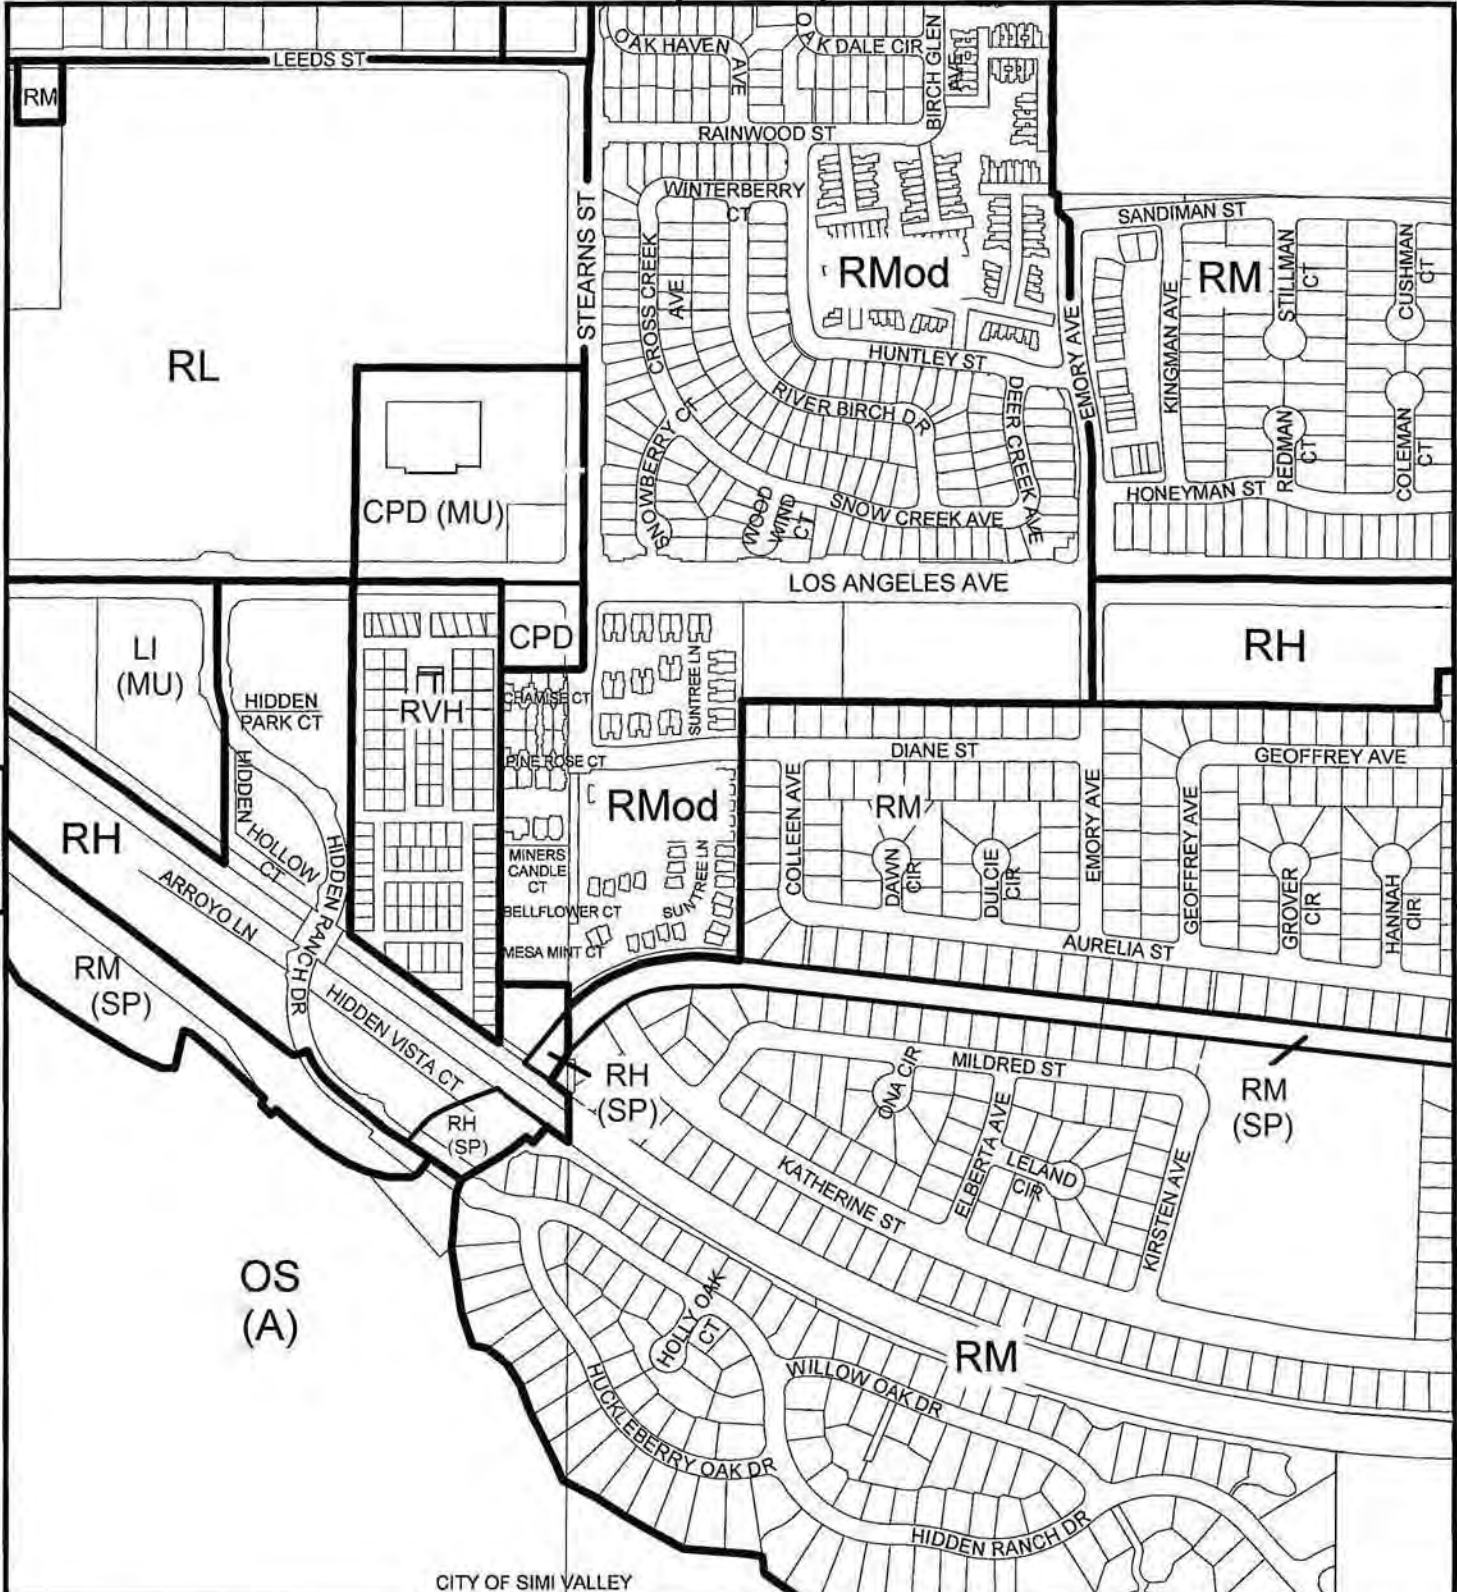 OAK HAVEN
AVE
OAK DALE CIR
BIRCH GLEN
AVE
LEEDS ST
RM
RAINWOOD ST
WINTERBERRY
CT
SANDIMAN ST
STEARNS ST
CROSS CREEK
AVE
RMod
RM
STILLMAN
CT
CUSHMAN
CT
KINGMAN AVE
EMORY AVE
RL
HUNTLEY ST
RIVER BIRCH DR
DEER CREEK AVE
SNOWBERRY CT
REDMAN
CT
COLEMAN
CT
CPD (MU)
WOOD
WIND
CT
SNOW CREEK AVE
HONEYMAN ST
LOS ANGELES AVE
LI
(MU)
CPD
RH
HIDDEN
PARK CT
RVH
CHAMISE CT
SUNTREE LN
PINE ROSE CT
DIANE ST
GEOFFREY AVE
HIDDEN
HOLLOW
CT
RMod
COLLEEN AVE
RM
EMORY AVE
GEOFFREY AVE
RH
HIDDEN RANCH DR
MINERS
CANDLE
CT
SUNTREE LN
DAWN
CIR
DULCIE
CIR
GROVER
CIR
HANNAH
CIR
ARROYO LN
BELLFLOWER CT
MESA MINT CT
AURELIA ST
RM
(SP)
HIDDEN VISTA CT
RH
(SP)
RH
(SP)
ONA CIR
MILDRED ST
RM
(SP)
ELBERTA AVE
LELAND
CIR
KATHERINE ST
KIRSTEN AVE
OS
(A)
HOLLY OAK
CT
RM
HUCKLEBERRY OAK DR
WILLOW OAK DR
HIDDEN RANCH DR
CITY OF SIMI VALLEY